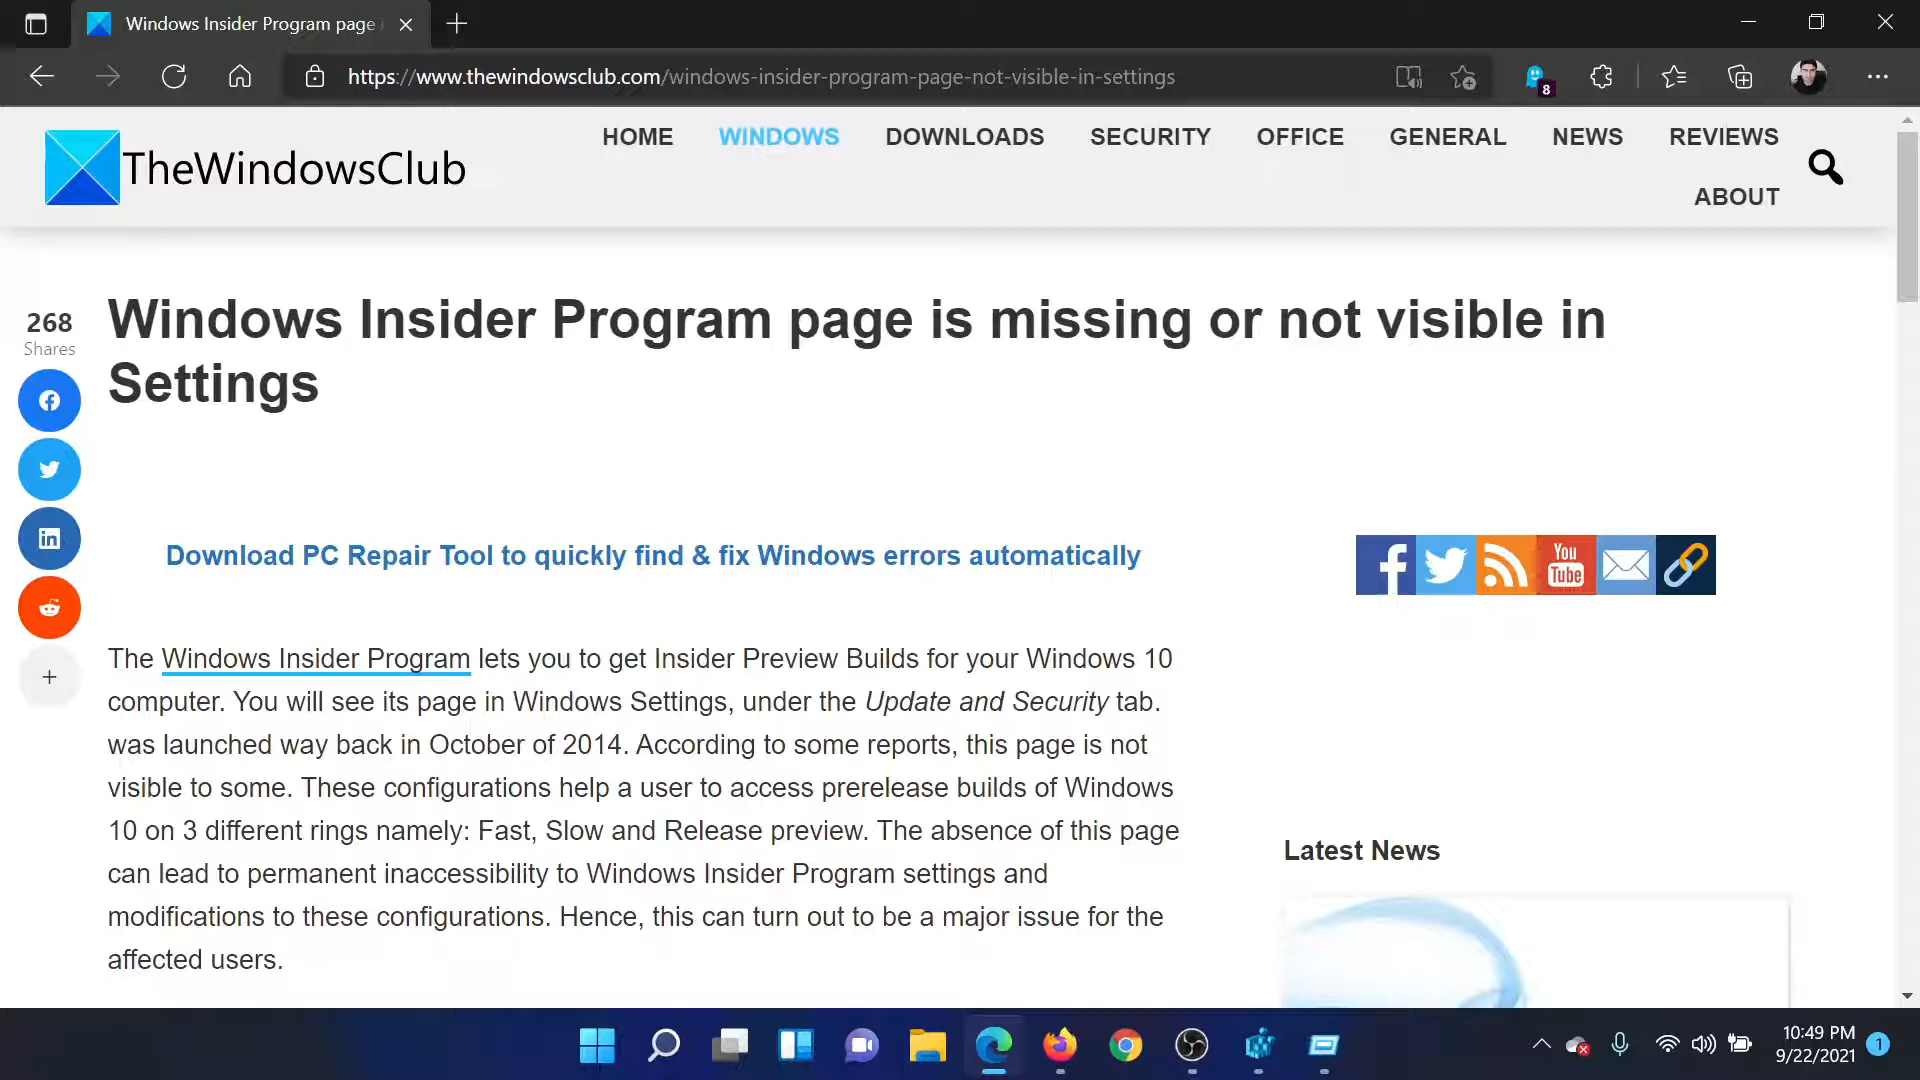 Windows Insider Program page
https://www.thewindowsclub.com/windows-insider-program-page-not-visible-in-settings
8
TheWindowsClub
HOME WINDOWS DOWNLOADS SECURITY OFFICE GENERAL NEWS REVIEWS
ABOUT
Windows Insider Program page is missing or not visible in
Settings
268
Shares
Download PC Repair Tool to quickly find & fix Windows errors automatically
You
Tube
The Windows Insider Program lets you to get Insider Preview Builds for your Windows 10
computer. You will see its page in Windows Settings, under the Update and Security tab.
was launched way back in October of 2014. According to some reports, this page is not
visible to some. These configurations help a user to access prerelease builds of Windows
10 on 3 different rings namely: Fast, Slow and Release preview. The absence of this page
can lead to permanent inaccessibility to Windows Insider Program settings and
modifications to these configurations. Hence, this can turn out to be a major issue for the
affected users.
Latest News
10:49 PM
9/22/2021
1